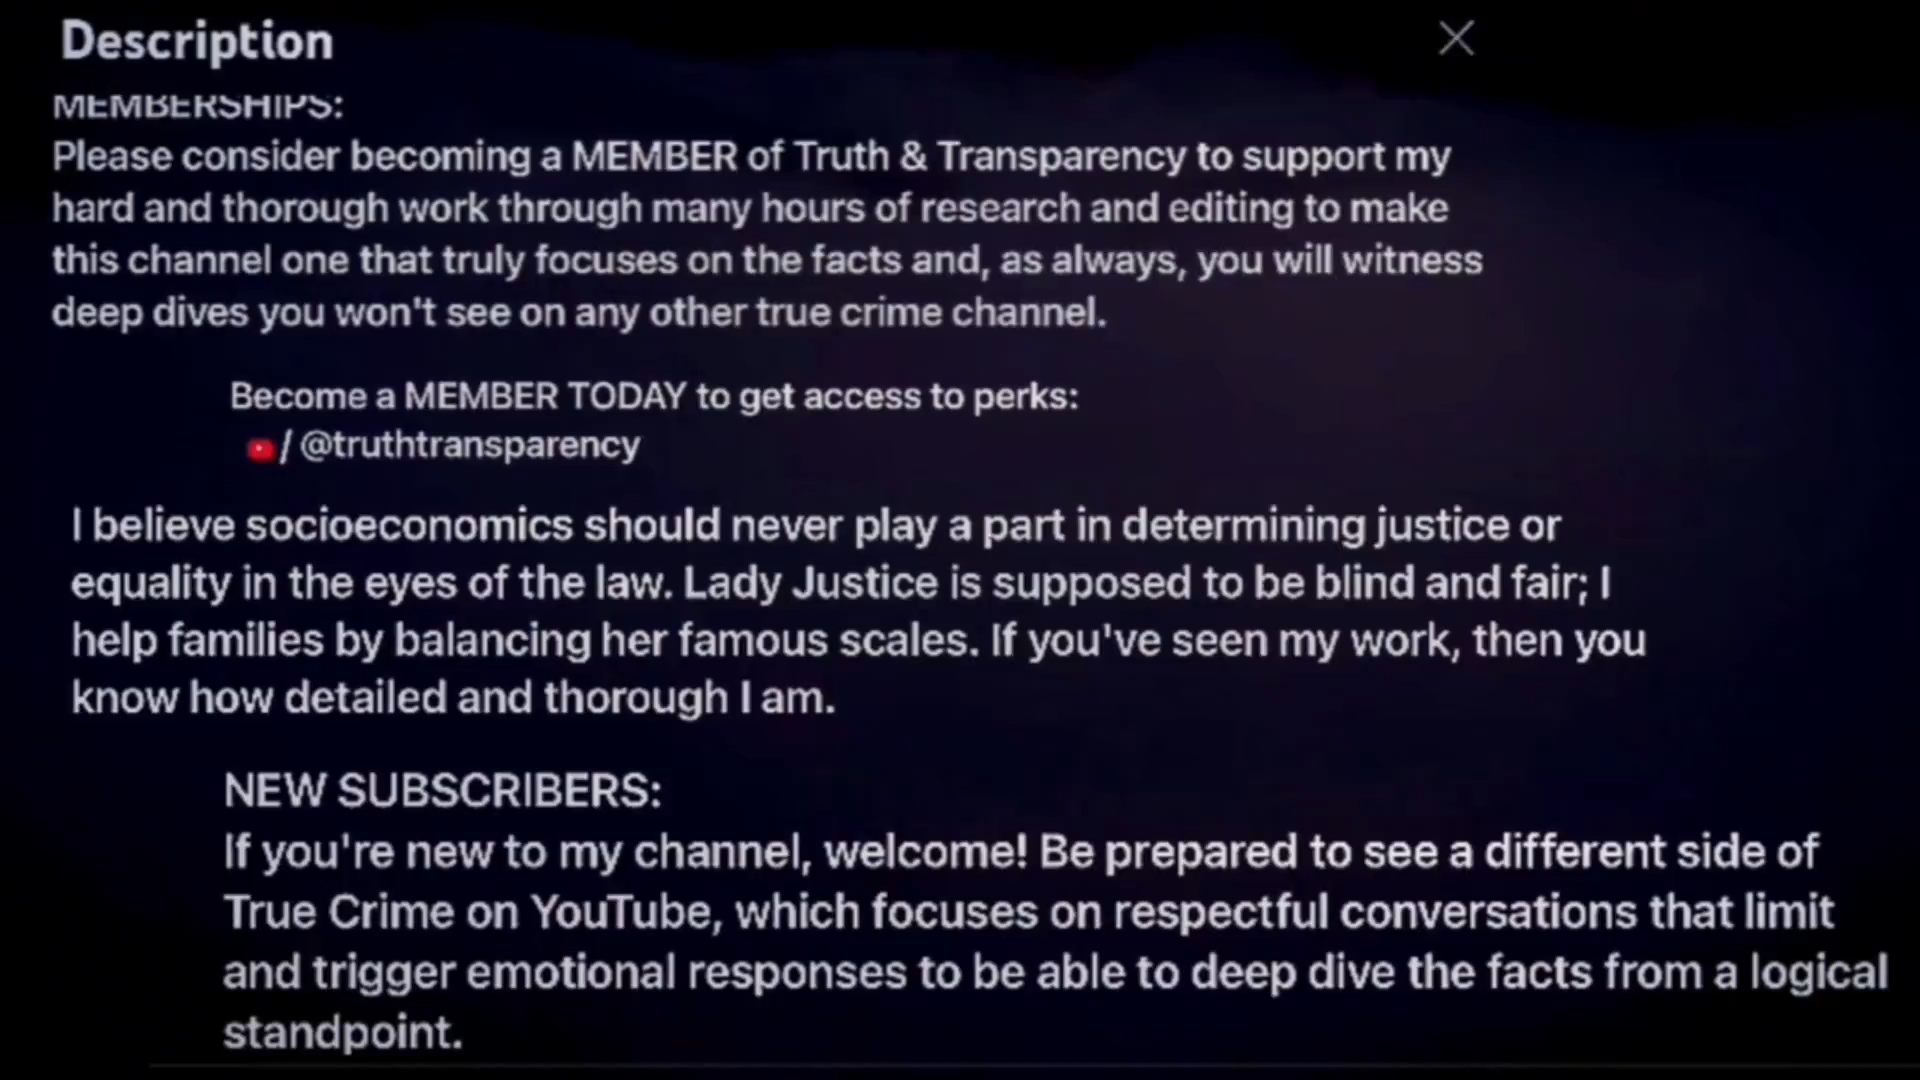 Description
MEMBERSHIPS:
Please consider becoming a MEMBER of Truth & Transparency to support my
hard and thorough work through many hours of research and editing to make
this channel one that truly focuses on the facts and, as always, you will witness
deep dives you won't see on any other true crime channel.
Become a MEMBER TODAY to get access to perks:
/ @truthtransparency
I believe socioeconomics should never play a part in determining justice or
equality in the eyes of the law. Lady Justice is supposed to be blind and fair; I
help families by balancing her famous scales. If you've seen my work, then you
know how detailed and thorough I am.
NEW SUBSCRIBERS:
If you're new to my channel, welcome! Be prepared to see a different side of
True Crime on YouTube, which focuses on respectful conversations that limit
and trigger emotional responses to be able to deep dive the facts from a logical
standpoint.